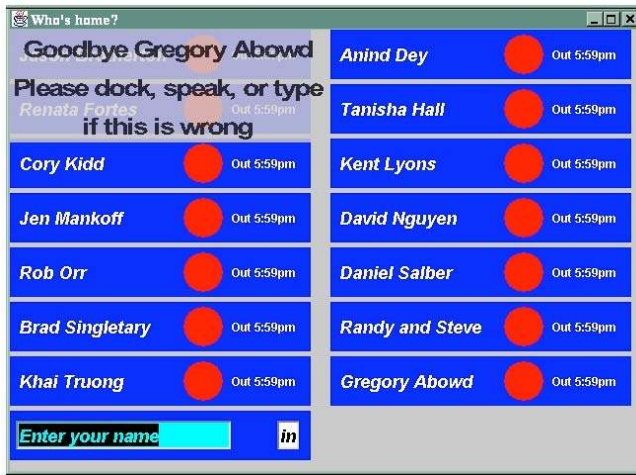 Who's home?
Goodbye Gregory Abowd
Please dock, speak, or type
if this is wrong
Renata Fortes
Cory Kidd Out 5:59pm
Jen Mankoff Out 5:59pm
Rob Orr Out 5:59pm
Brad Singletary Out 5:59pm
Khai Truong Out 5:59pm
Enter your name in
Anind Dey Out 5:59pm
Tanisha Hall Out 5:59pm
Kent Lyons Out 5:59pm
David Nguyen Out 5:59pm
Daniel Salber Out 5:59pm
Randy and Steve Out 5:59pm
Gregory Abowd Out 5:59pm